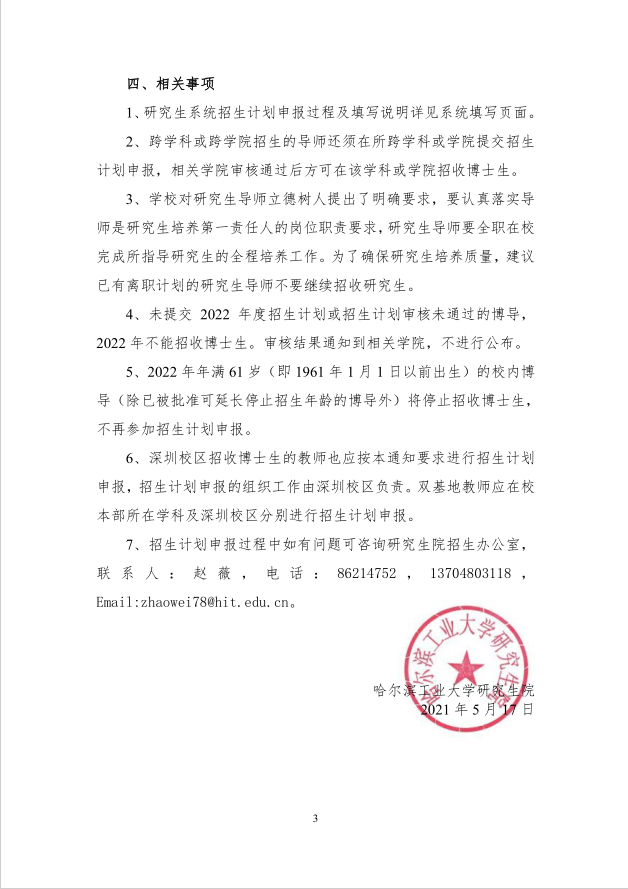 四、相关事项
1、研究生系统招生计划申报过程及填写说明详见系统填写页面。
2、跨学科或跨学院招生的导师还须在所跨学科或学院提交招生
计划申报，相关学院审核通过后方可在该学科或学院招收博士生。
3、学校对研究生导师立德树人提出了明确要求，要认真落实导
师是研究生培养第一责任人的岗位职责要求，研究生导师要全职在校
完成所指导研究生的全程培养工作。为了确保研究生培养质量，建议
已有离职计划的研究生导师不要继续招收研究生。
4、未提交 2022 年度招生计划或招生计划审核未通过的博导，
2022 年不能招收博士生。审核结果通知到相关学院，不进行公布。
5、2022 年年满 61 岁（即 1961 年 1 月 1 日以前出生）的校内博
导（除已被批准可延长停止招生年龄的博导外）将停止招收博士生，
不再参加招生计划申报。
6、深圳校区招收博士生的教师也应按本通知要求进行招生计划
申报，招生计划申报的组织工作由深圳校区负责。双基地教师应在校
本部所在学科及深圳校区分别进行招生计划申报。
7、招生计划申报过程中如有问题可咨询研究生院招生办公室，
联系人：赵薇，电话：86214752，13704803118，
Email:zhaowei78@hit.edu.cn。
哈尔滨工业大学研究生院
哈尔滨工业大学研究生院
2021 年 5 月 17 日
3